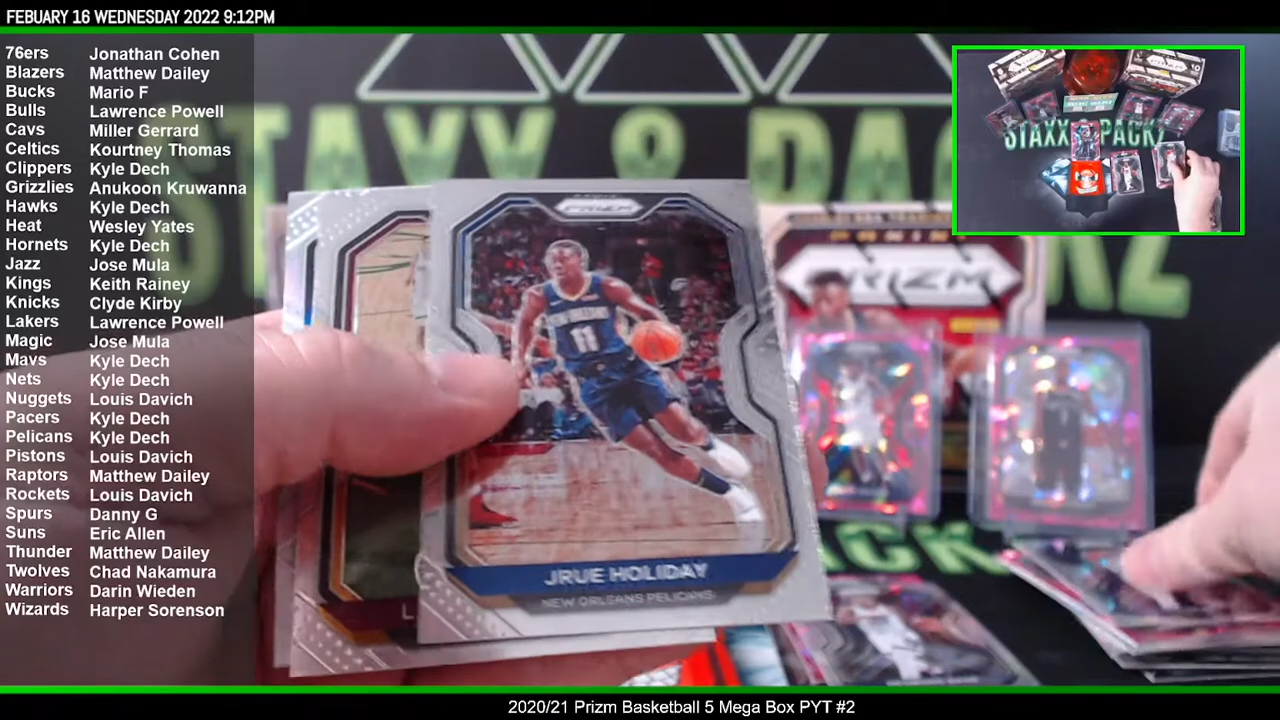 FEBUARY 16 WEDNESDAY 2022 9:12PM
76ers Jonathan Cohen
Blazers Matthew Dailey
Bucks Mario F
Bulls Lawrence Powell
Cavs Miller Gerrard
Celtics Kourtney Thomas
Clippers Kyle Dech
Grizzlies Anukoon Kruwanna
Hawks Kyle Dech
Heat Wesley Yates
Hornets Kyle Dech
Jazz Jose Mula
Kings Keith Rainey
Knicks Clyde Kirby
Lakers Lawrence Powell
Magic Jose Mula
Mavs Kyle Dech
Nets Kyle Dech
Nuggets Louis Davich
Pacers Kyle Dech
Pelicans Kyle Dech
Pistons Louis Davich
Raptors Matthew Dailey
Rockets Louis Davich
Spurs Danny G
Suns Eric Allen
Thunder Matthew Dailey
Twolves Chad Nakamura
Warriors Darin Wieden
Wizards Harper Sorenson
STAXX & PACKZ
PRIZM
11
JRUE HOLIDAY
NEW ORLEANS PELICANS
PRIZM
STAXX PACKZ
2020/21 Prizm Basketball 5 Mega Box PYT #2